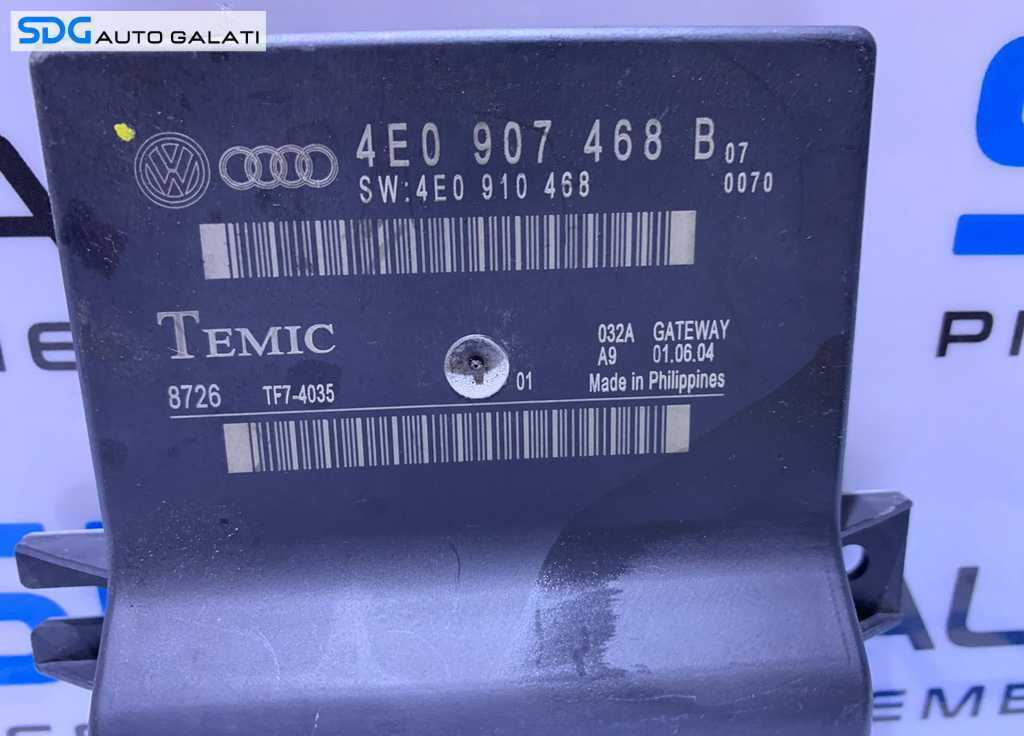 SDG AUTO GALATI
4E0 907 468 B 07
SW:4E0 910 468 0070
TEMIC
032A GATEWAY
A9 01.06.04
8726 TF7-4035 01 Made in Philippines